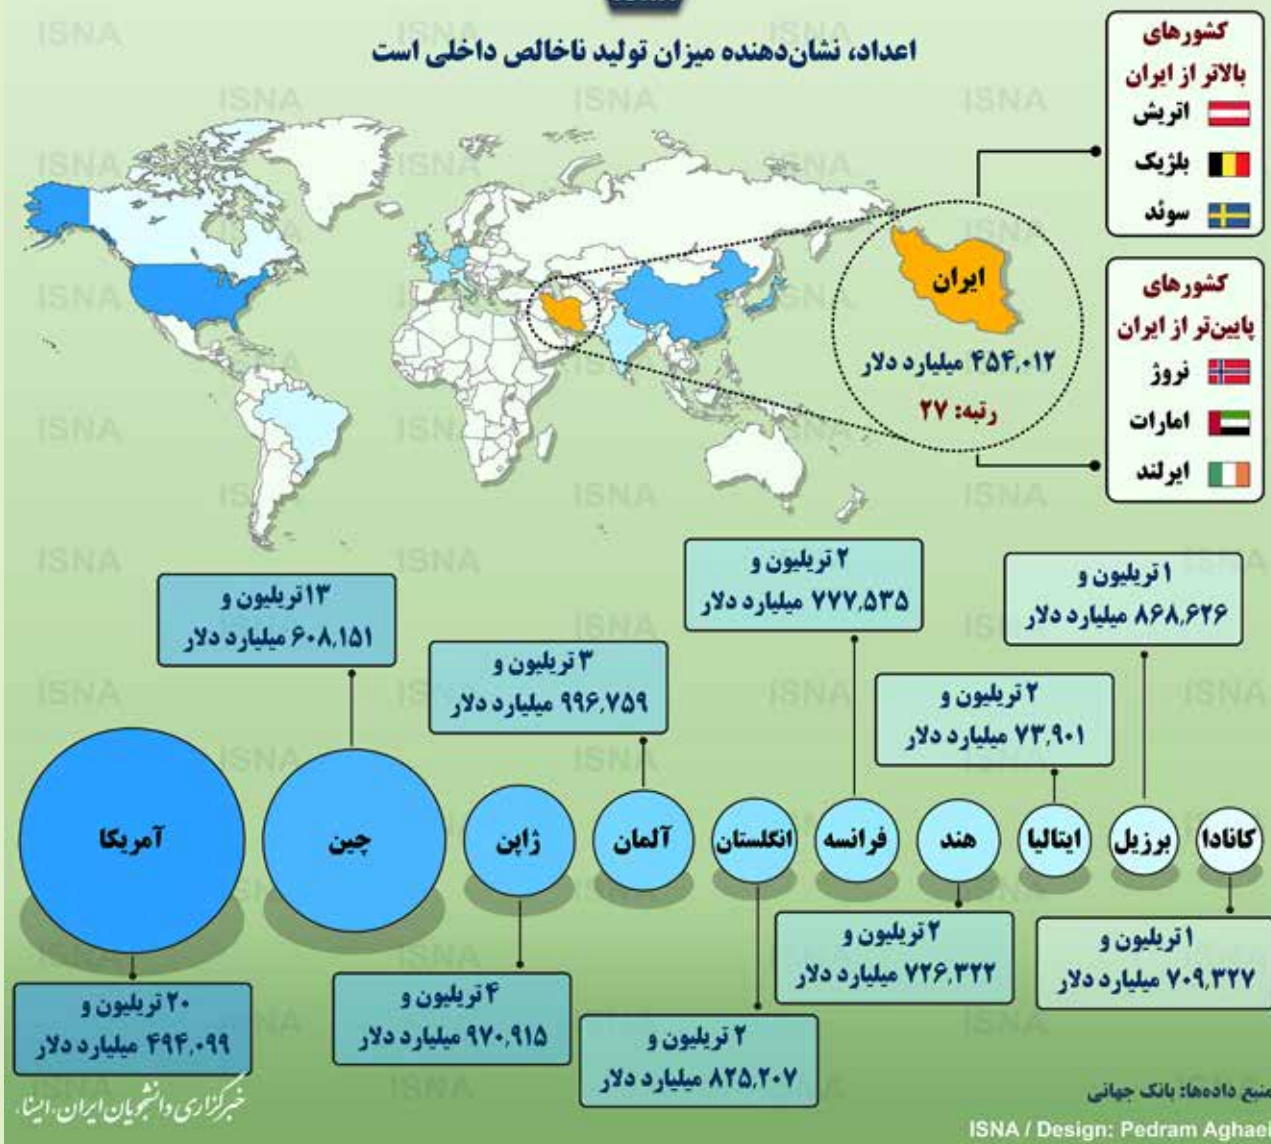 اعداد، نشان‌دهنده میزان تولید ناخالص داخلی است
کشورهای
بالاتر از ایران
اتریش
بلژیک
سوئد
ایران
۴۵۴,۰۱۲ میلیارد دلار
رتبه: ۲۷
کشورهای
پایین‌تر از ایران
نروژ
امارات
ایرلند
۱ تریلیون و
۸۶۸,۶۲۶ میلیارد دلار
۲ تریلیون و
۷۷۷,۵۳۵ میلیارد دلار
۱۳تریلیون و
۶۰۸,۱۵۱ میلیارد دلار
۲ تریلیون و
۷۳,۹۰۱ میلیارد دلار
۳ تریلیون و
۹۹۶,۷۵۹ میلیارد دلار
کانادا
برزیل
ایتالیا
هند
فرانسه
انگلستان
آلمان
ژاپن
چین
آمریکا
۱ تریلیون و
۷۰۹,۳۲۷ میلیارد دلار
۲ تریلیون و
۷۲۶,۳۲۲ میلیارد دلار
۲ تریلیون و
۸۲۵,۲۰۷ میلیارد دلار
۴ تریلیون و
۹۷۰,۹۱۵ میلیارد دلار
۲۰ تریلیون و
۴۹۴,۰۹۹ میلیارد دلار
منبع داده‌ها: بانک جهانی
خبرگزاری دانشجویان ایران، ایسنا،
ISNA / Design: Pedram Aghaei
ISNA